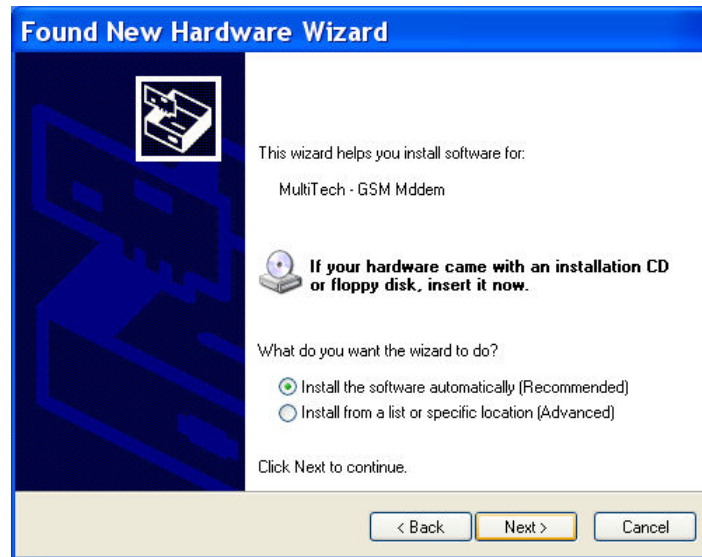 Found New Hardware Wizard
This wizard helps you install software for:
MultiTech - GSM Mddem
If your hardware came with an installation CD
or floppy disk, insert it now.
What do you want the wizard to do?
Install the software automatically (Recommended)
Install from a list or specific location (Advanced)
Click Next to continue.
< Back
Next >
Cancel